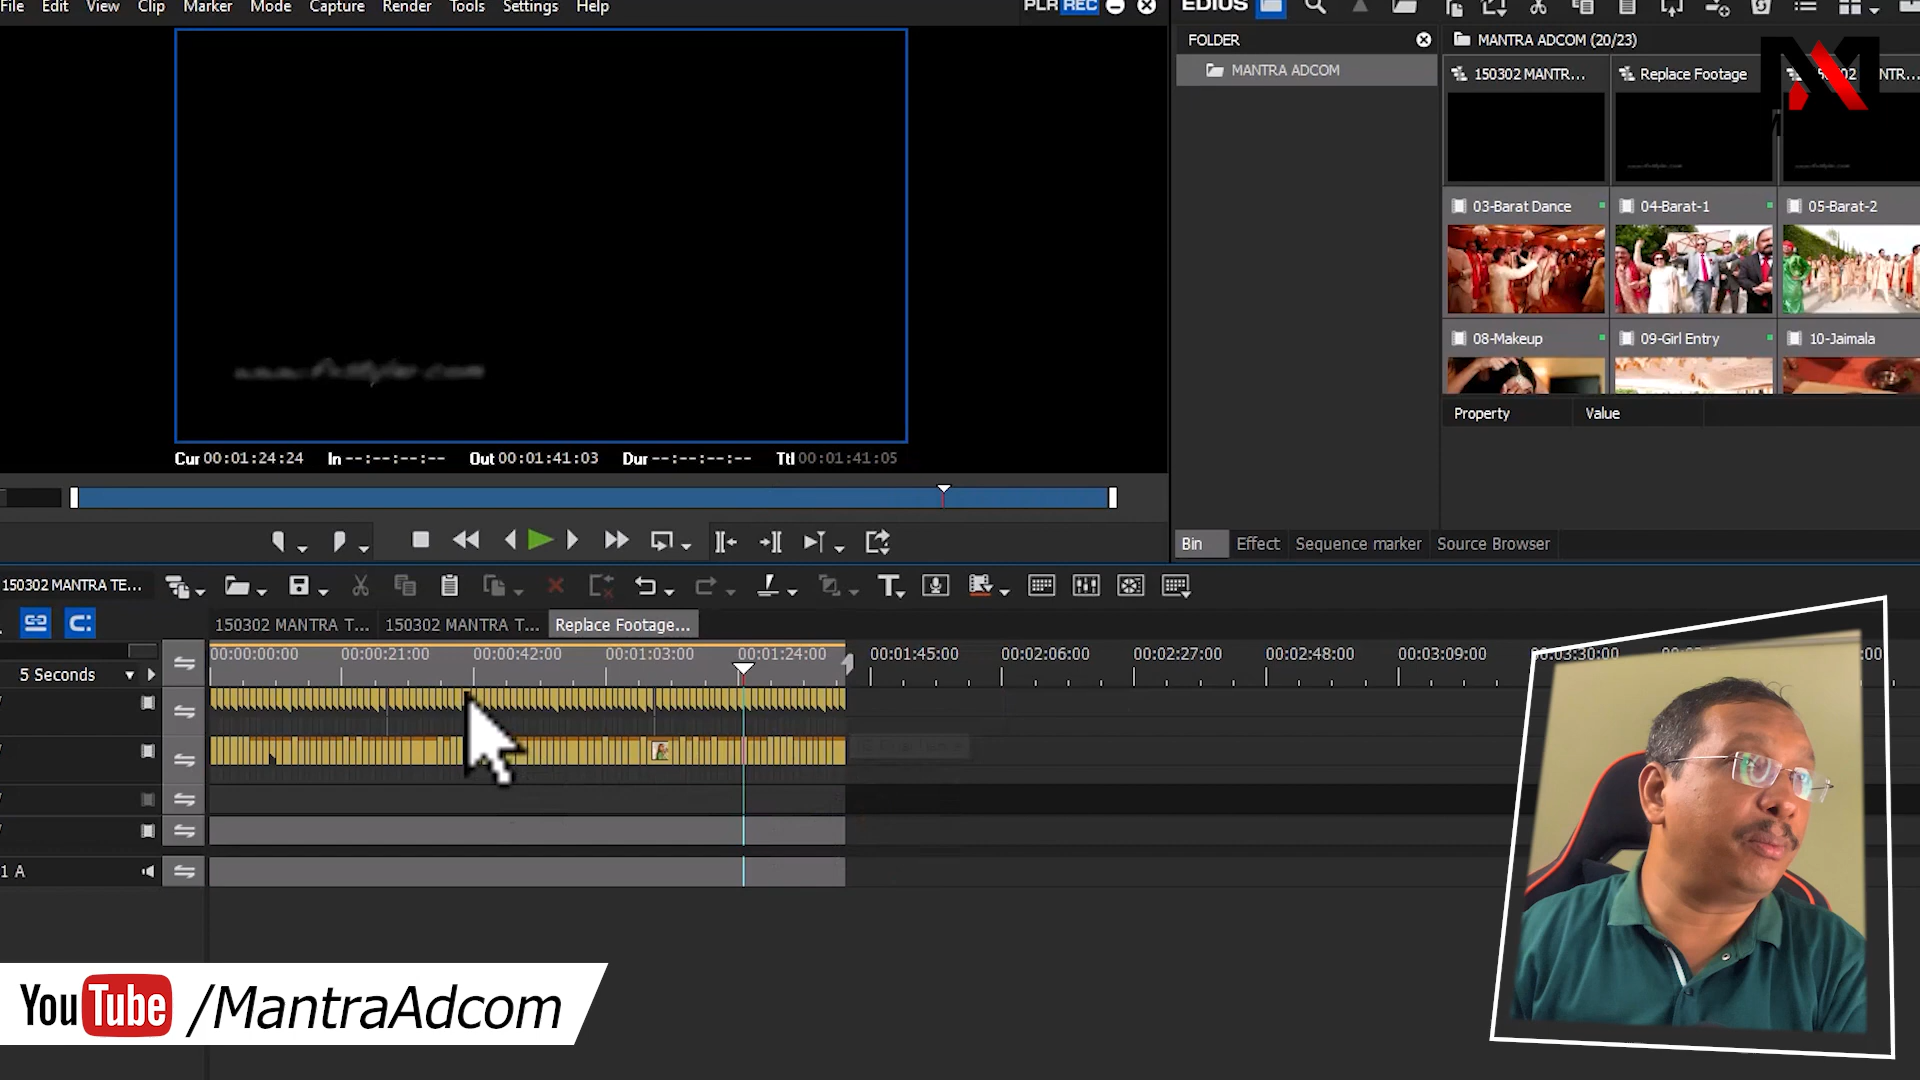 File Edit View Clip Marker Mode Capture Render Tools Settings Help
PLR REC
EDIUS
FOLDER
MANTRA ADCOM (20/23)
MANTRA ADCOM
150302 MANTR...
Replace Footage
03-Barat Dance
04-Barat-1
05-Barat-2
08-Makeup
09-Girl Entry
10-Jaimala
Property
Value
Cur 00:01:24:24 In --:--:--:-- Out 00:01:41:03 Dur --:--:--:-- Ttl 00:01:41:05
Bin Effect Sequence marker Source Browser
150302 MANTRA TE...
150302 MANTRA T... 150302 MANTRA T... Replace Footage...
00:00:00:00 00:00:21:00 00:00:42:00 00:01:03:00 00:01:24:00 00:01:45:00 00:02:06:00 00:02:27:00 00:02:48:00 00:03:09:00 00:03:30:00
5 Seconds
1 A
YouTube /MantraAdcom